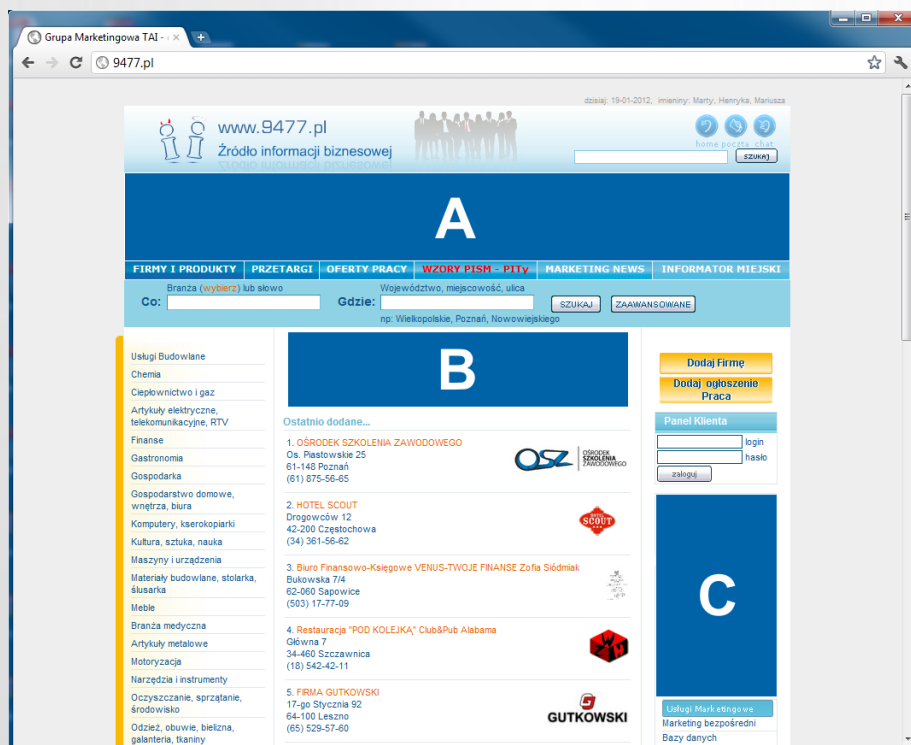 Grupa Marketingowa TAI -
9477.pl
dzisiaj: 19-01-2012, imieniny: Marty, Henryka, Mariusza
www.9477.pl
Źródło informacji biznesowej
home poczta chat
SZUKAJ
A
FIRMY I PRODUKTY PRZETARGI OFERTY PRACY WZORY PISM - PITy MARKETING NEWS INFORMATOR MIEJSKI
Branża (wybierz) lub słowo Województwo, miejscowość, ulica
Co: Gdzie: SZUKAJ ZAAWANSOWANE
np: Wielkopolskie, Poznań, Nowowiejskiego
Usługi Budowlane
Chemia
Ciepłownictwo i gaz
Artykuły elektryczne,
telekomunikacyjne, RTV
Finanse
Gastronomia
Gospodarka
Gospodarstwo domowe,
wnętrza, biura
Komputery, kserokopiarki
Kultura, sztuka, nauka
Maszyny i urządzenia
Materiały budowlane, stolarka,
ślusarka
Meble
Branża medyczna
Artykuły metalowe
Motoryzacja
Narzędzia i instrumenty
Oczyszczanie, sprzątanie,
środowisko
Odzież, obuwie, bielizna,
galanteria, tkaniny
B
Ostatnio dodane...
1. OŚRODEK SZKOLENIA ZAWODOWEGO
Os. Piastowskie 25
61-148 Poznań
(61) 875-56-65
OSZ
OŚRODEK
SZKOLENIA
ZAWODOWEGO
2. HOTEL SCOUT
Drogowców 12
42-200 Częstochowa
(34) 361-56-62
HOTEL
SCOUT
3. Biuro Finansowo-Księgowe VENUS-TWOJE FINANSE Zofia Siódmiak
Bukowska 7/4
62-060 Sapowice
(503) 17-77-09
4. Restauracja "POD KOLEJKĄ" Club&Pub Alabama
Główna 7
34-460 Szczawnica
(18) 542-42-11
5. FIRMA GUTKOWSKI
17-go Stycznia 92
64-100 Leszno
(65) 529-57-60
GUTKOWSKI
Dodaj Firmę
Dodaj ogłoszenie
Praca
Panel Klienta
login
hasło
zaloguj
C
Usługi Marketingowe
Marketing bezpośredni
Bazy danych